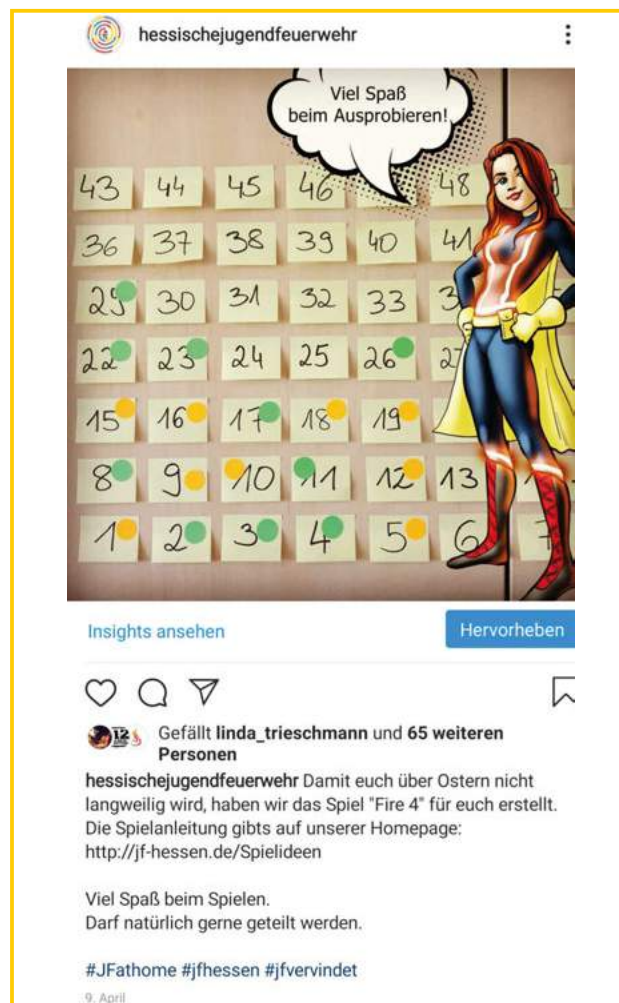 hessischejugendfeuerwehr
Viel Spaß
beim Ausprobieren!
43 44 45 46 48
36 37 38 39 40 41
29 30 31 32 33
22 23 24 25 26
15 16 17 18 19
8 9 10 11 12 13
1 2 3 4 5 6 7
Insights ansehen
Hervorheben
Gefällt linda_trieschmann und 65 weiteren
Personen
hessischejugendfeuerwehr Damit euch über Ostern nicht
langweilig wird, haben wir das Spiel "Fire 4" für euch erstellt.
Die Spielanleitung gibts auf unserer Homepage:
http://jf-hessen.de/Spielideen
Viel Spaß beim Spielen.
Darf natürlich gerne geteilt werden.
#JFathome #jfhessen #jfvervindet
9. April